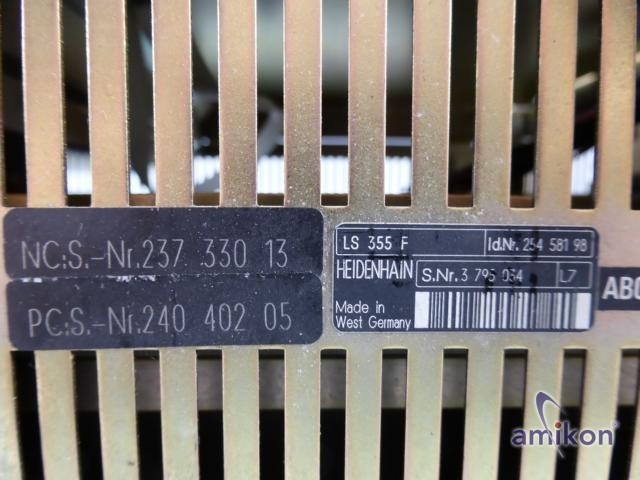 NC:S.-Nr.237 330 13
PC:S.-Nr.240 402 05
LS 355 F
Id.Nr. 254 581 98
HEIDENHAIN
S.Nr. 3 795 034
L7
Made in
West Germany
ABC
amikon